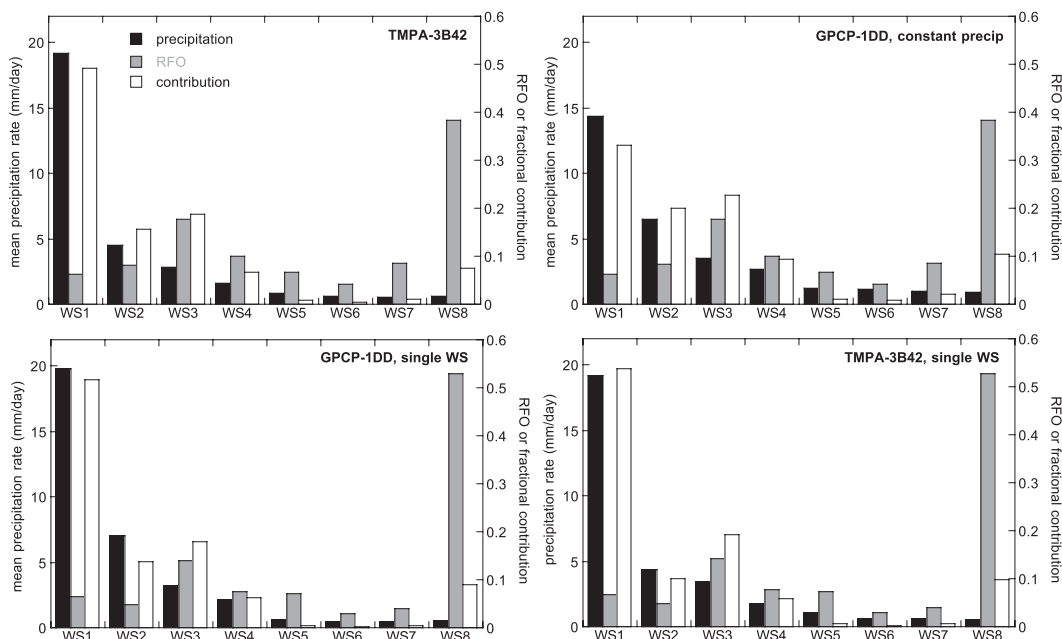 TMPA-3B42
precipitation
RFO
contribution
mean precipitation rate (mm/day)
20
15
10
5
0
RFO or fractional contribution
0.6
0.5
0.4
0.3
0.2
0.1
0.0
WS1 WS2 WS3 WS4 WS5 WS6 WS7 WS8
GPCP-1DD, constant precip
mean precipitation rate (mm/day)
20
15
10
5
0
RFO or fractional contribution
0.6
0.5
0.4
0.3
0.2
0.1
0.0
WS1 WS2 WS3 WS4 WS5 WS6 WS7 WS8
GPCP-1DD, single WS
mean precipitation rate (mm/day)
20
15
10
5
0
RFO or fractional contribution
0.6
0.5
0.4
0.3
0.2
0.1
0.0
WS1 WS2 WS3 WS4 WS5 WS6 WS7 WS8
TMPA-3B42, single WS
precipitation rate (mm/day)
20
15
10
5
0
RFO or fractional contribution
0.6
0.5
0.4
0.3
0.2
0.1
0.0
WS1 WS2 WS3 WS4 WS5 WS6 WS7 WS8